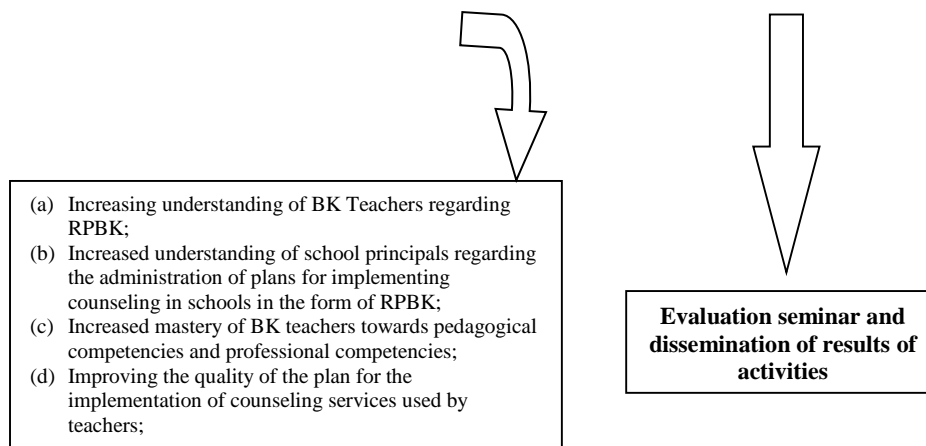 (a) Increasing understanding of BK Teachers regarding
RPBK;
(b) Increased understanding of school principals regarding
the administration of plans for implementing
counseling in schools in the form of RPBK;
(c) Increased mastery of BK teachers towards pedagogical
competencies and professional competencies;
(d) Improving the quality of the plan for the
implementation of counseling services used by
teachers;
Evaluation seminar and
dissemination of results of
activities